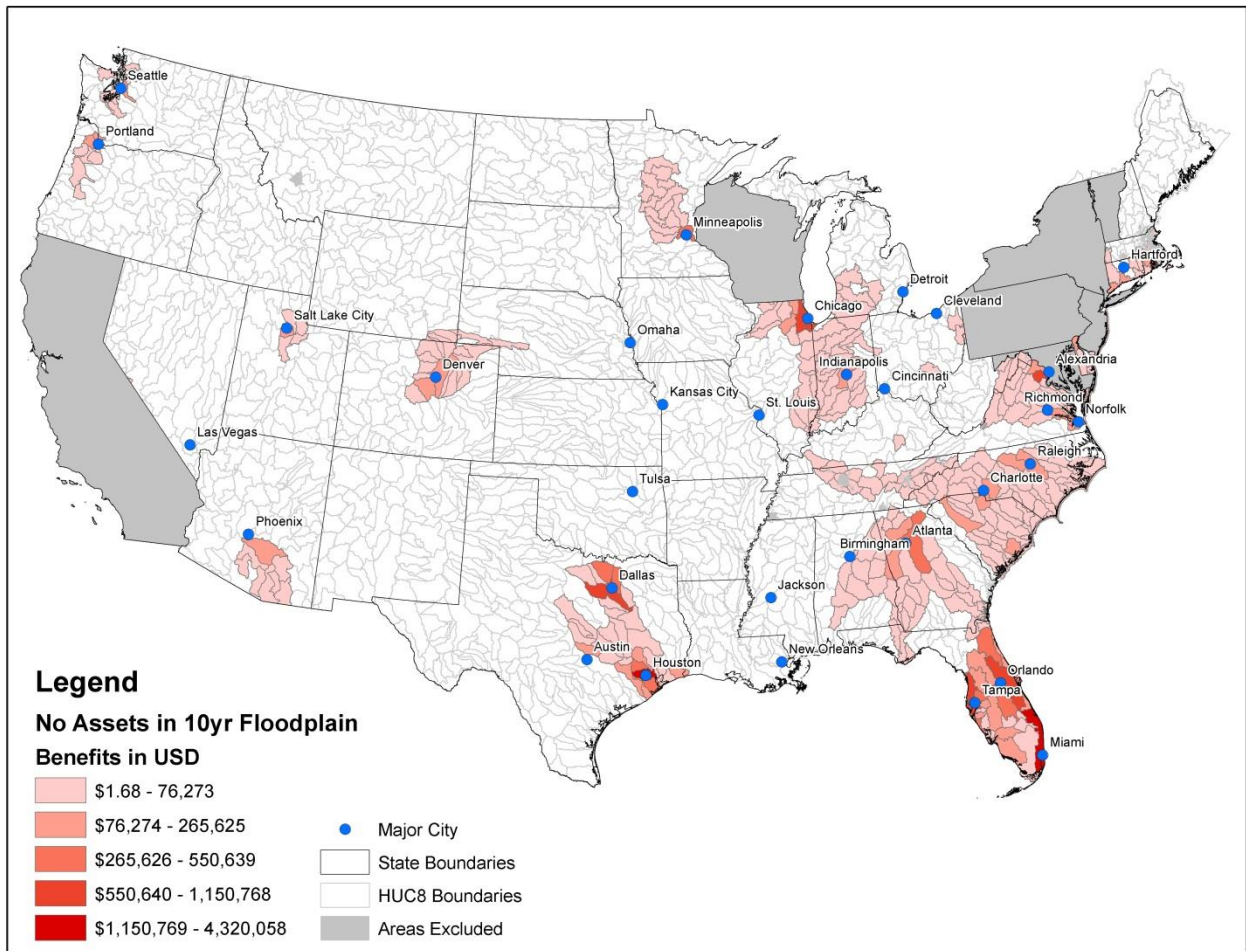 Seattle
Portland
Minneapolis
Hartford
Detroit
Cleveland
Chicago
Salt Lake City
Omaha
Alexandria
Denver
Indianapolis
Cincinnati
Kansas City
St. Louis
Richmond
Norfolk
Las Vegas
Raleigh
Tulsa
Charlotte
Phoenix
Atlanta
Birmingham
Dallas
Jackson
Austin
Houston
New Orleans
Orlando
Tampa
Miami
Legend
No Assets in 10yr Floodplain
Benefits in USD
$1.68 - 76,273
$76,274 - 265,625
$265,626 - 550,639
$550,640 - 1,150,768
$1,150,769 - 4,320,058
Major City
State Boundaries
HUC8 Boundaries
Areas Excluded